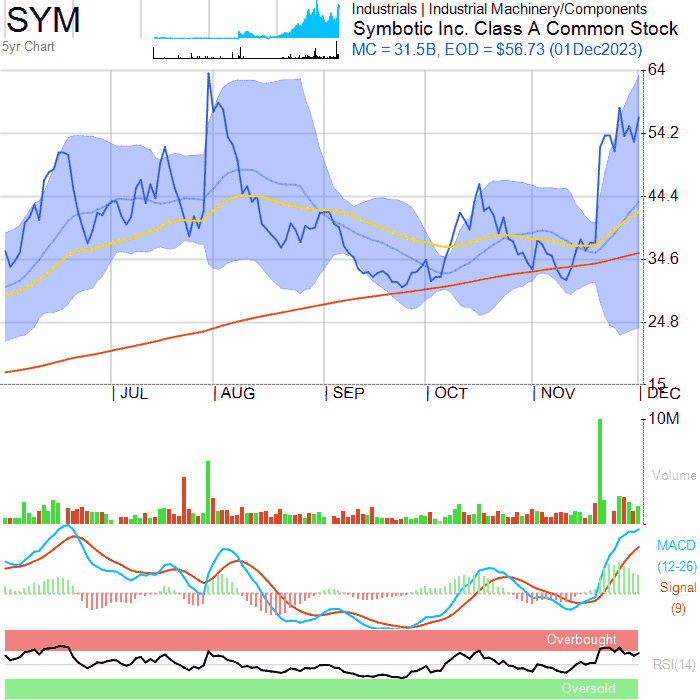 SYM
5yr Chart
Industrials | Industrial Machinery/Components
Symbotic Inc. Class A Common Stock
MC = 31.5B, EOD = $56.73 (01Dec2023)
64
54.2
44.4
34.6
24.8
15
JUL AUG SEP OCT NOV DEC
10M
Volume
MACD
(12-26)
Signal
(9)
Overbought
RSI(14)
Oversold